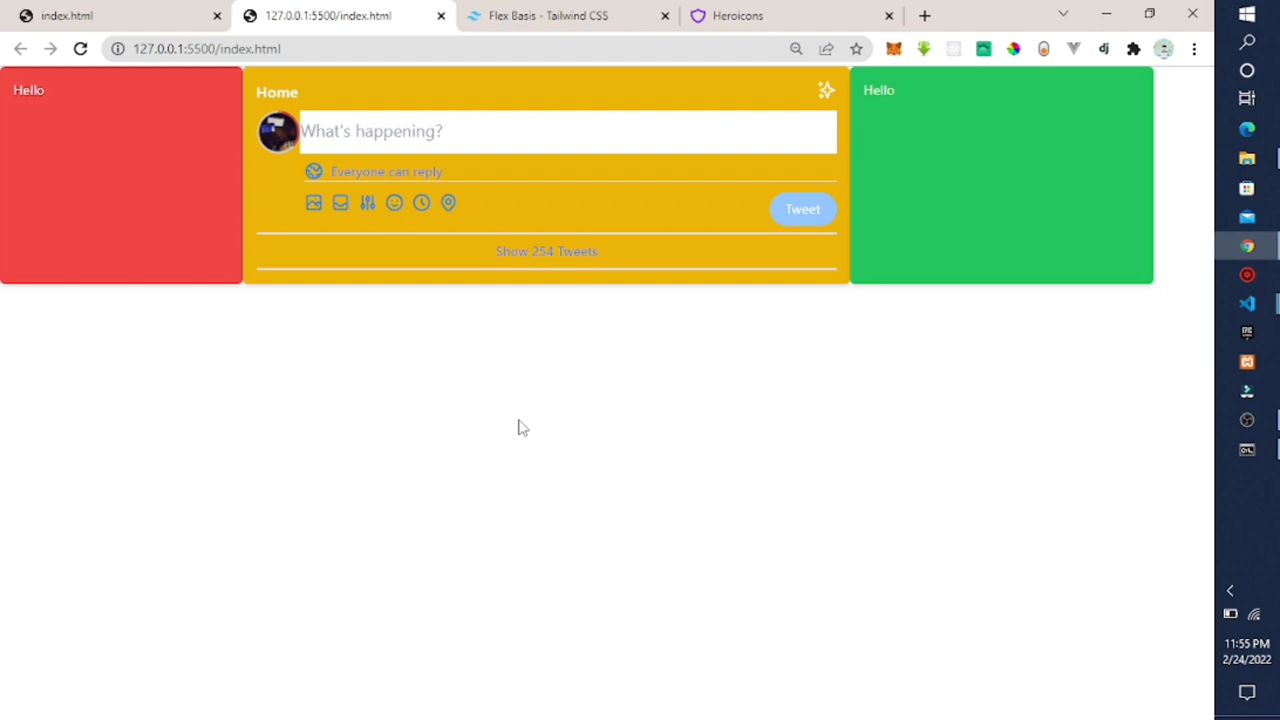 index.html
127.0.0.1:5500/index.html
Flex Basis - Tailwind CSS
Heroicons
127.0.0.1:5500/index.html
dj
Hello
Home
What's happening?
Everyone can reply
Tweet
Show 254 Tweets
Hello
EPIC
11:55 PM
2/24/2022